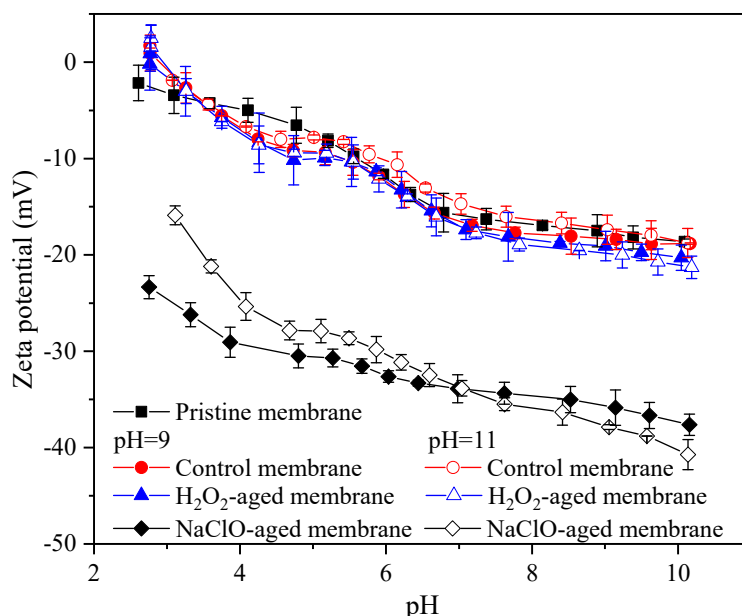 Zeta potential (mV)
0
-10
-20
-30
-40
-50
Pristine membrane
pH=9 pH=11
Control membrane Control membrane
H₂O₂-aged membrane H₂O₂-aged membrane
NaClO-aged membrane NaClO-aged membrane
2 4 6 8 10
pH